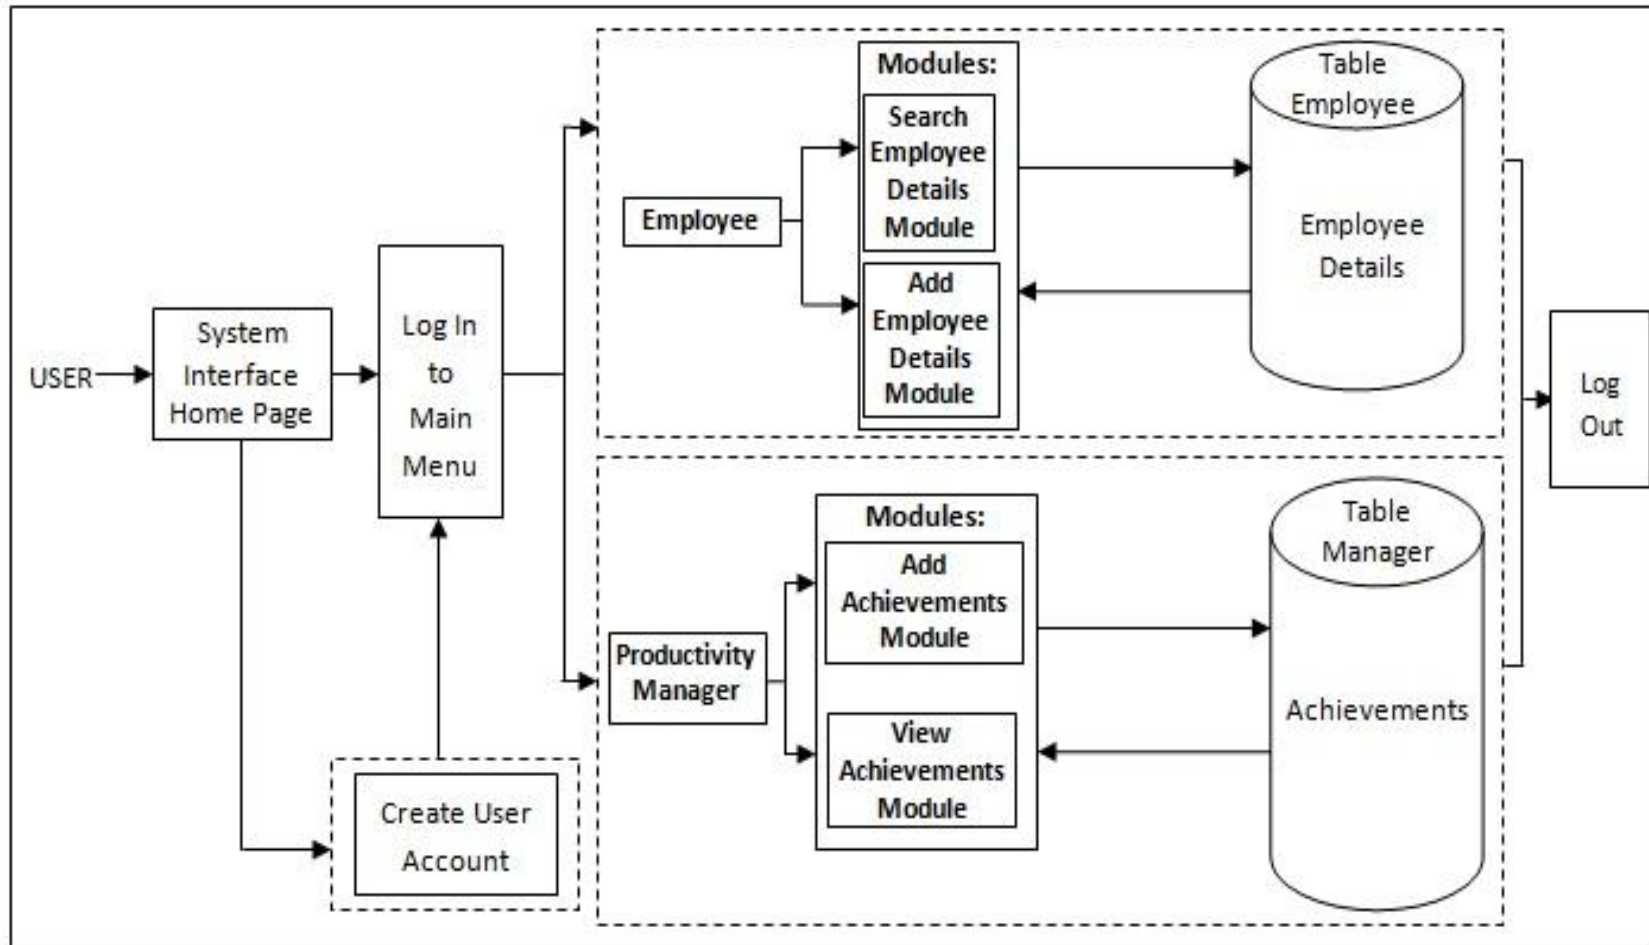 USER
System
Interface
Home Page
Log In
to
Main
Menu
Create User
Account
Employee
Modules:
Search
Employee
Details
Module
Add
Employee
Details
Module
Table
Employee
Employee
Details
Productivity
Manager
Modules:
Add
Achievements
Module
View
Achievements
Module
Table
Manager
Achievements
Log
Out